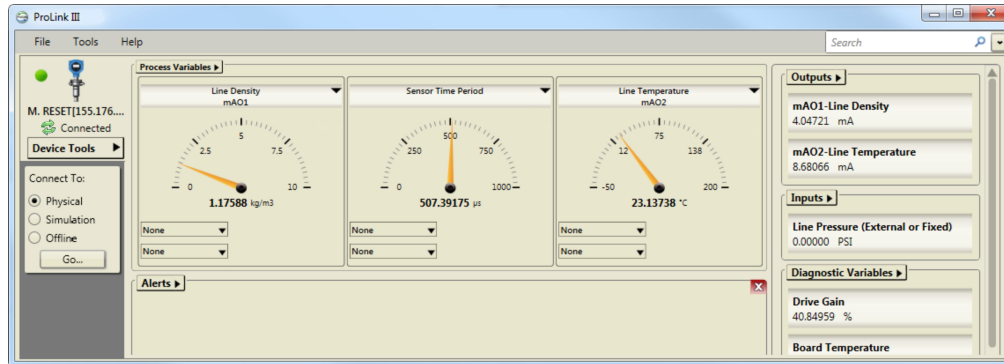 ProLink III
File Tools Help
Search
M. RESET[155.176....
Connected
Device Tools
Connect To:
Physical
Simulation
Offline
Go...
Process Variables
Line Density
mAO1
0 2.5 5 7.5 10
1.17588 kg/m3
None
None
Sensor Time Period
0 250 500 750 1000
507.39175 µs
None
None
Line Temperature
mAO2
-50 12 75 138 200
23.13738 °C
None
None
Alerts
Outputs
mAO1-Line Density
4.04721 mA
mAO2-Line Temperature
8.68066 mA
Inputs
Line Pressure (External or Fixed)
0.00000 PSI
Diagnostic Variables
Drive Gain
40.84959 %
Board Temperature